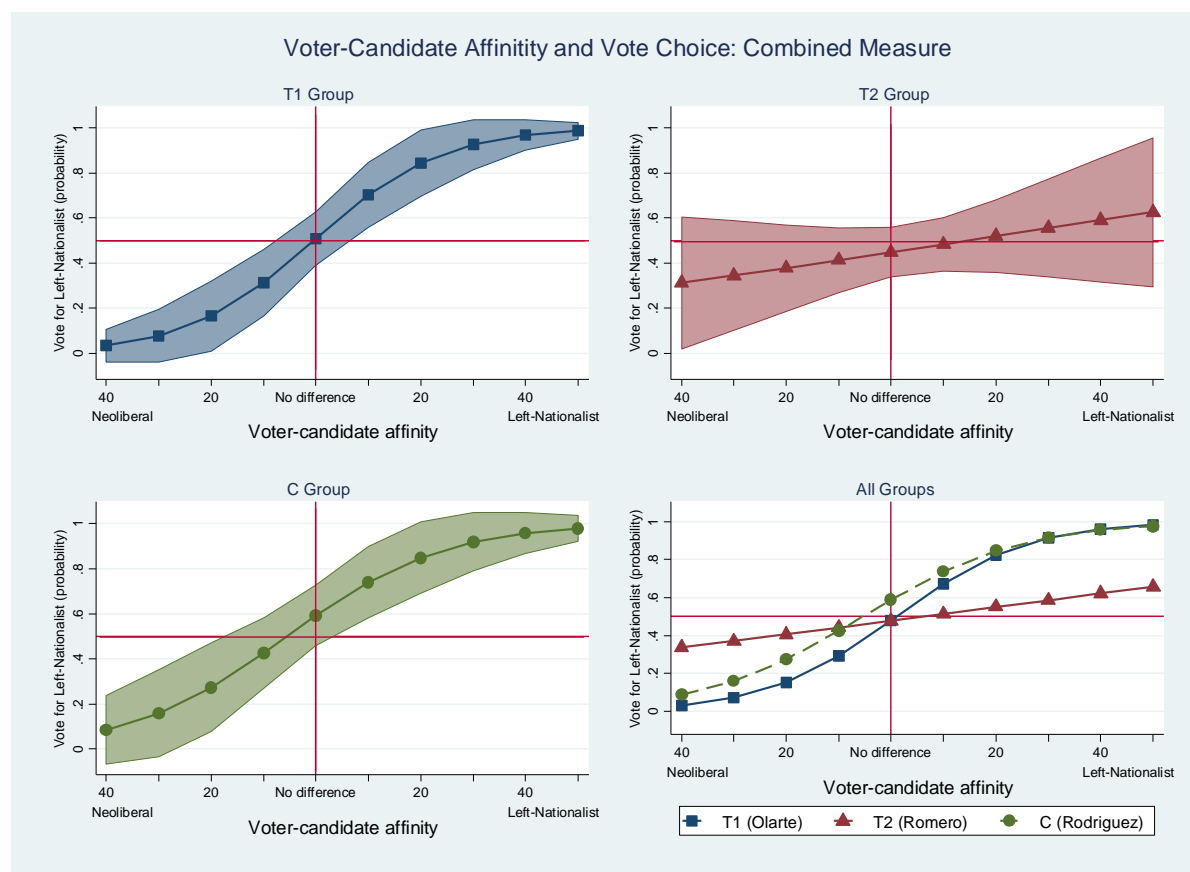 Voter-Candidate Affinitity and Vote Choice: Combined Measure
T1 Group
Vote for Left-Nationalist (probability)
1
.8
.6
.4
.2
0
40 20 No difference 20 40
Neoliberal Left-Nationalist
Voter-candidate affinity
T2 Group
Vote for Left-Nationalist (probability)
1
.8
.6
.4
.2
0
40 20 No difference 20 40
Neoliberal Left-Nationalist
Voter-candidate affinity
C Group
Vote for Left-Nationalist (probability)
1
.8
.6
.4
.2
0
40 20 No difference 20 40
Neoliberal Left-Nationalist
Voter-candidate affinity
All Groups
Vote for Left-Nationalist (probability)
1
.8
.6
.4
.2
0
40 20 No difference 20 40
Neoliberal Left-Nationalist
Voter-candidate affinity
T1 (Olarte) T2 (Romero) C (Rodriguez)